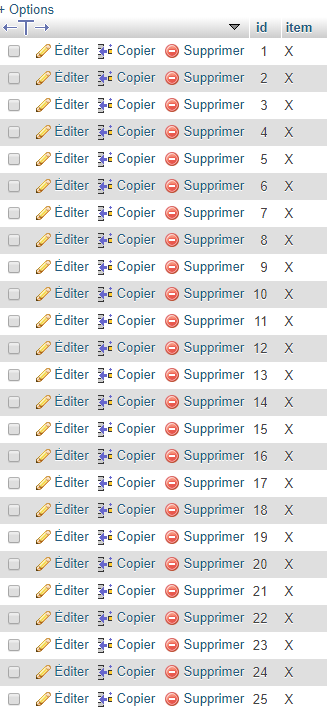 + Options
id item
Éditer Copier Supprimer 1 X
Éditer Copier Supprimer 2 X
Éditer Copier Supprimer 3 X
Éditer Copier Supprimer 4 X
Éditer Copier Supprimer 5 X
Éditer Copier Supprimer 6 X
Éditer Copier Supprimer 7 X
Éditer Copier Supprimer 8 X
Éditer Copier Supprimer 9 X
Éditer Copier Supprimer 10 X
Éditer Copier Supprimer 11 X
Éditer Copier Supprimer 12 X
Éditer Copier Supprimer 13 X
Éditer Copier Supprimer 14 X
Éditer Copier Supprimer 15 X
Éditer Copier Supprimer 16 X
Éditer Copier Supprimer 17 X
Éditer Copier Supprimer 18 X
Éditer Copier Supprimer 19 X
Éditer Copier Supprimer 20 X
Éditer Copier Supprimer 21 X
Éditer Copier Supprimer 22 X
Éditer Copier Supprimer 23 X
Éditer Copier Supprimer 24 X
Éditer Copier Supprimer 25 X